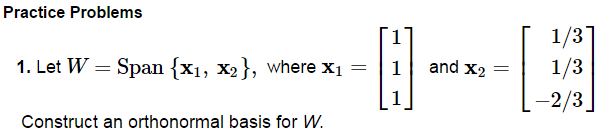 Practice Problems
1. Let W = Span {x₁, x₂}, where x₁ = [1 1 1] and x₂ = [1/3 1/3 −2/3].
Construct an orthonormal basis for W.